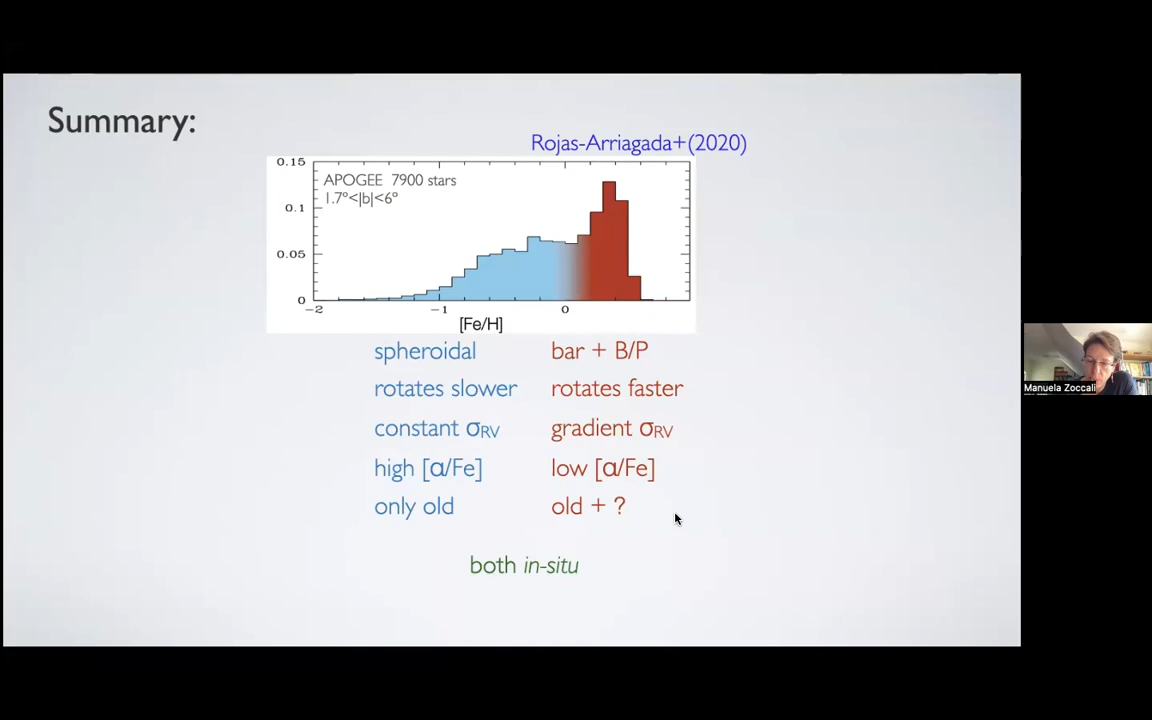 Summary:
Rojas-Arriagada+(2020)
0.15
APOGEE 7900 stars
1.7°<|b|<6°
0.1
0.05
0
−2
−1
0
[Fe/H]
spheroidal
bar + B/P
rotates slower
rotates faster
constant σRV
gradient σRV
high [α/Fe]
low [α/Fe]
only old
old + ?
both in-situ
Manuela Zoccali